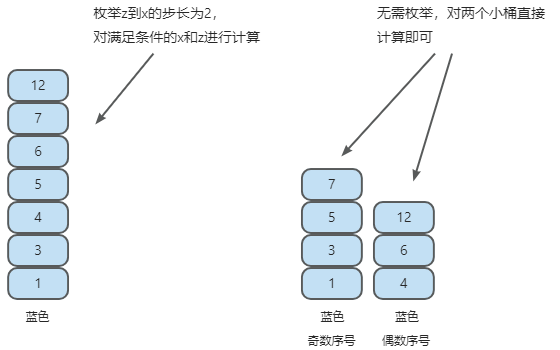 枚举z到x的步长为2，
对满足条件的x和z进行计算
无需枚举，对两个小桶直接
计算即可
12
7
6
5
4
3
1
蓝色
7
5
3
1
蓝色
奇数序号
12
6
4
蓝色
偶数序号